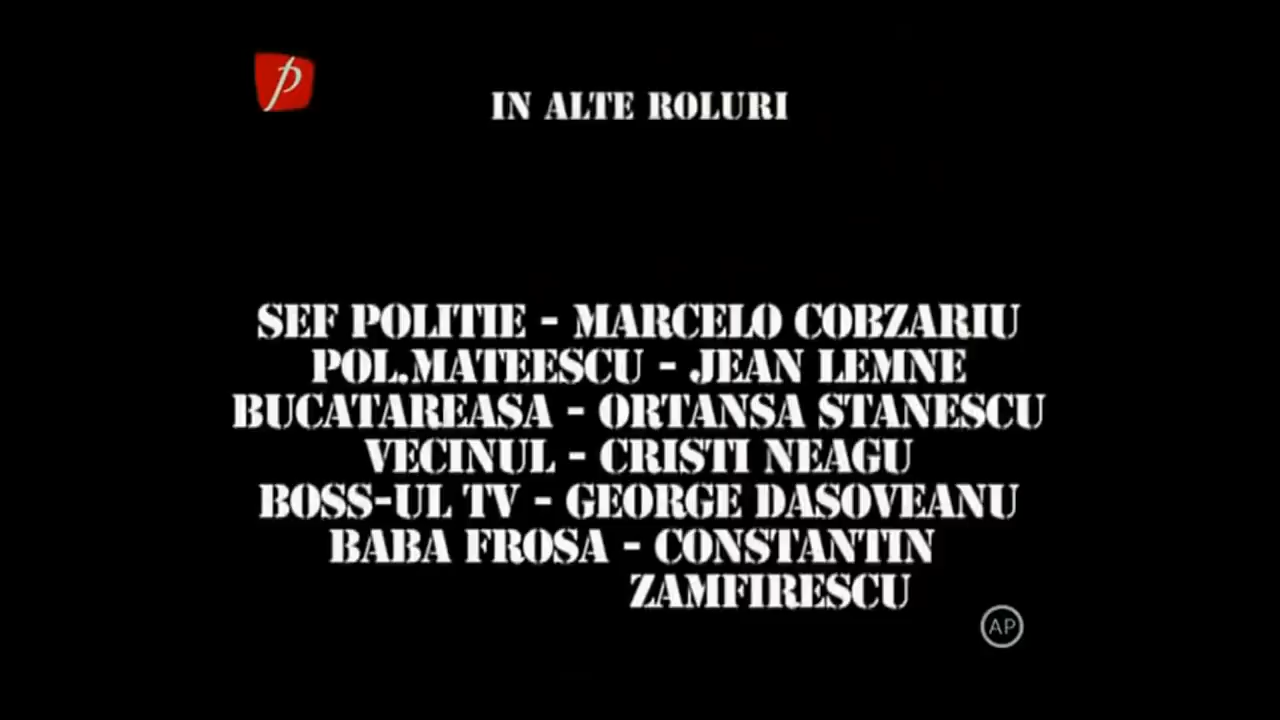 p
IN ALTE ROLURI
SEF POLITIE - MARCELO COBZARIU
POL.MATEESCU - JEAN LEMNE
BUCATAREASA - ORTANSA STANESCU
VECINUL - CRISTI NEAGU
BOSS-UL TV - GEORGE DASOVEANU
BABA FROSA - CONSTANTIN
ZAMFIRESCU
AP